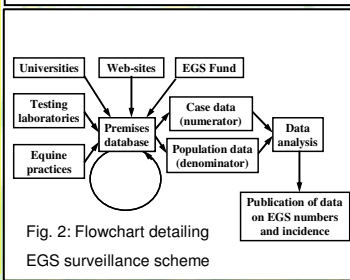 Universities
Web-sites
EGS Fund
Testing
laboratories
Equine
practices
Premises
database
Case data
(numerator)
Population data
(denominator)
Data
analysis
Publication of data
on EGS numbers
and incidence
Fig. 2: Flowchart detailing
EGS surveillance scheme